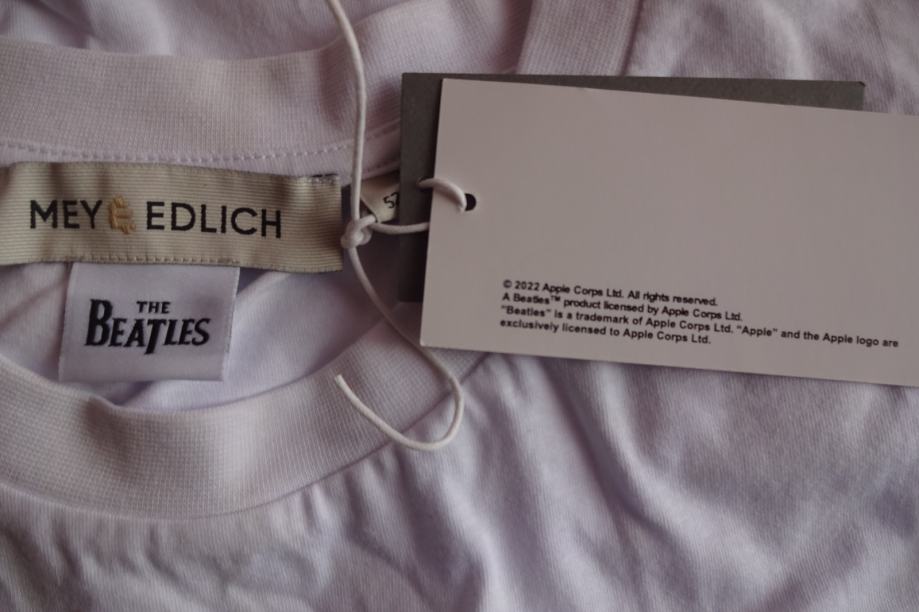 MEY & EDLICH
THE
BEATLES
52
© 2022 Apple Corps Ltd. All rights reserved.
A Beatles™ product licensed by Apple Corps Ltd.
"Beatles" is a trademark of Apple Corps Ltd. "Apple" and the Apple logo are
exclusively licensed to Apple Corps Ltd.